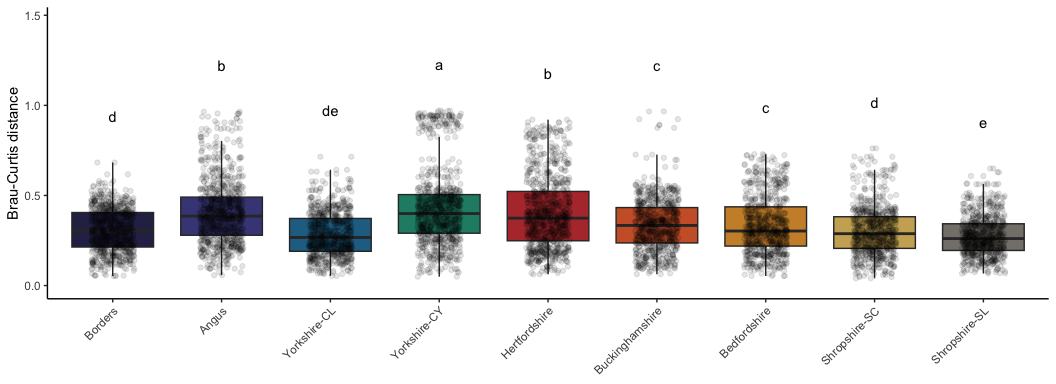 Brau-Curtis distance
1.5
1.0
0.5
0.0
d
b
de
a
b
c
c
d
e
Borders
Angus
Yorkshire-CL
Yorkshire-CY
Hertfordshire
Buckinghamshire
Bedfordshire
Shropshire-SC
Shropshire-SL